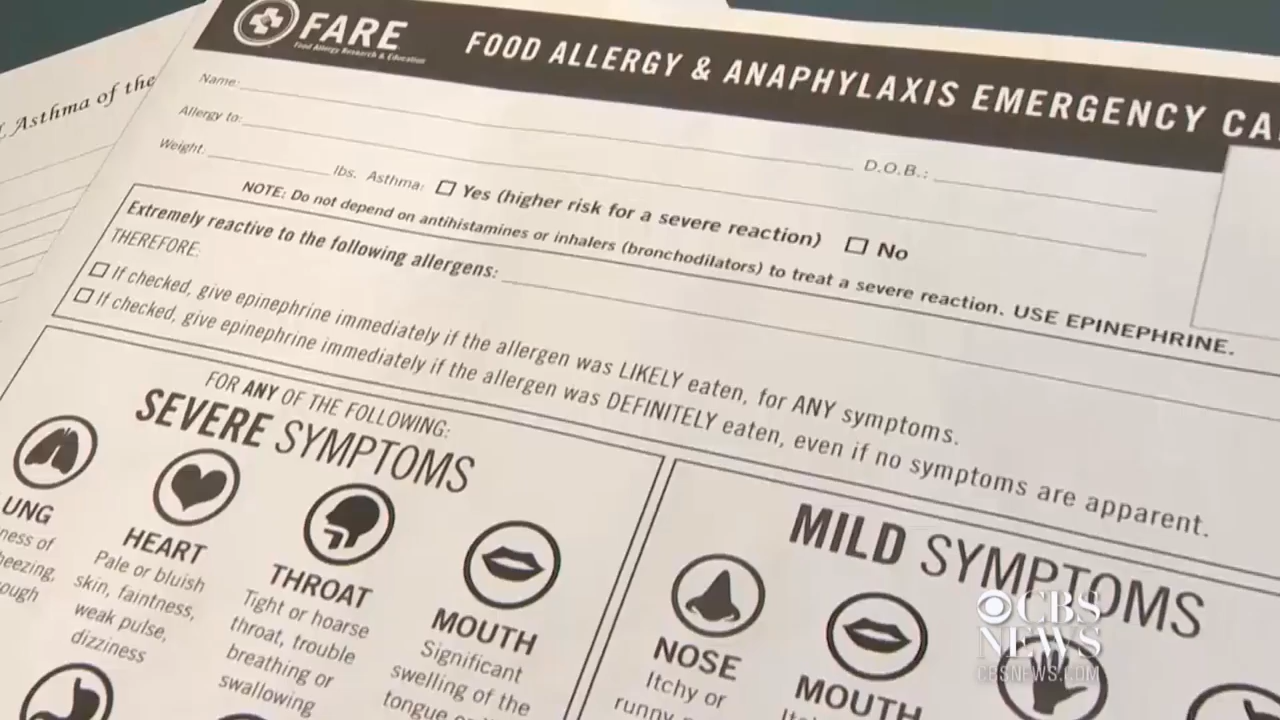 FARE
Food Allergy Research & Education
FOOD ALLERGY & ANAPHYLAXIS EMERGENCY CA
Asthma of the
Name:
D.O.B.:
Allergy to:
Weight: lbs. Asthma: Yes (higher risk for a severe reaction) No
NOTE: Do not depend on antihistamines or inhalers (bronchodilators) to treat a severe reaction. USE EPINEPHRINE.
Extremely reactive to the following allergens:
THEREFORE:
If checked, give epinephrine immediately if the allergen was LIKELY eaten, for ANY symptoms.
If checked, give epinephrine immediately if the allergen was DEFINITELY eaten, even if no symptoms are apparent.
FOR ANY OF THE FOLLOWING:
SEVERE SYMPTOMS
UNG
ness of
heezing,
ough
HEART
Pale or bluish
skin, faintness,
weak pulse,
dizziness
THROAT
Tight or hoarse
throat, trouble
breathing or
swallowing
MOUTH
Significant
swelling of the
tongue
MILD SYMPTOMS
NOSE
Itchy or
runny
MOUTH
CBS
NEWS
CBSNEWS.COM